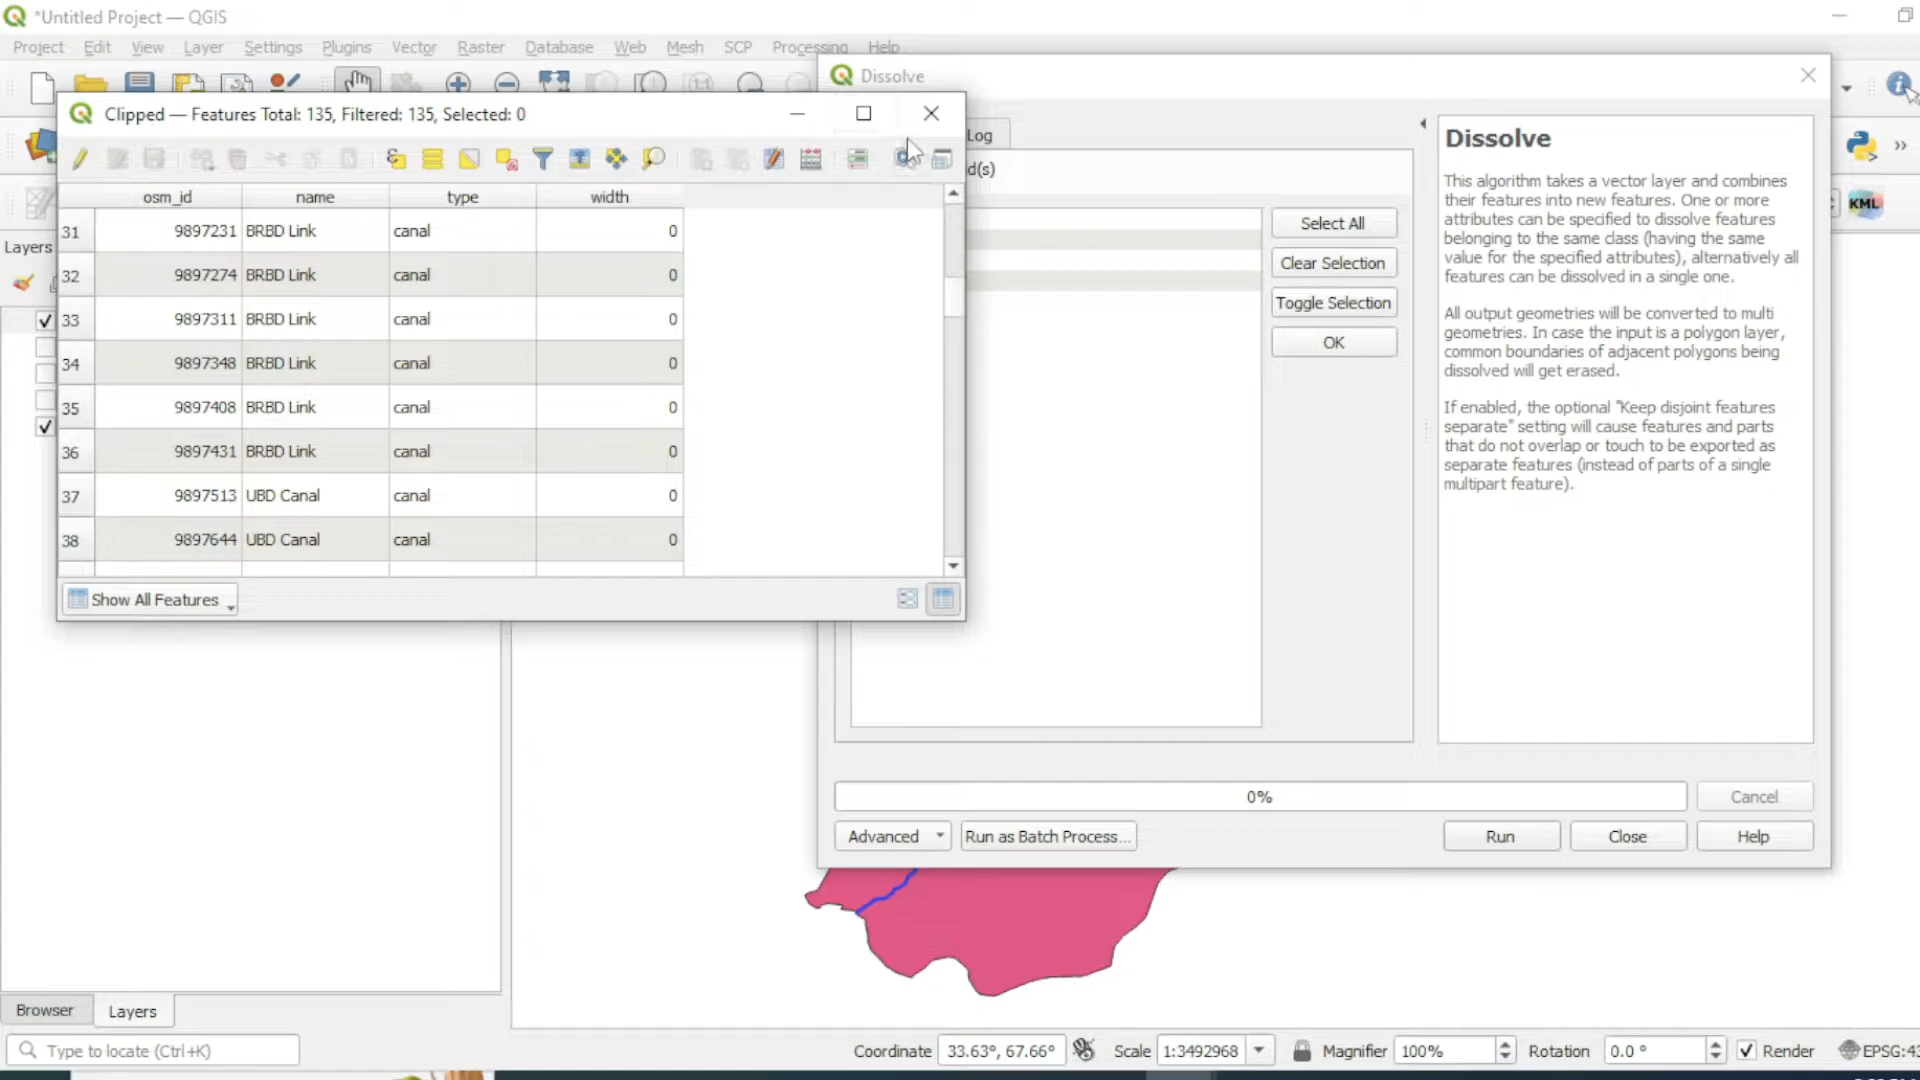 *Untitled Project — QGIS
Project Edit View Layer Settings Plugins Vector Raster Database Web Mesh SCP Processing Help
Dissolve
Clipped — Features Total: 135, Filtered: 135, Selected: 0
Log
d(s)
osm_id name type width
31 9897231 BRBD Link canal 0
32 9897274 BRBD Link canal 0
33 9897311 BRBD Link canal 0
34 9897348 BRBD Link canal 0
35 9897408 BRBD Link canal 0
36 9897431 BRBD Link canal 0
37 9897513 UBD Canal canal 0
38 9897644 UBD Canal canal 0
Show All Features
Layers
Select All
Clear Selection
Toggle Selection
OK
Dissolve
This algorithm takes a vector layer and combines
their features into new features. One or more
attributes can be specified to dissolve features
belonging to the same class (having the same
value for the specified attributes), alternatively all
features can be dissolved in a single one.
All output geometries will be converted to multi
geometries. In case the input is a polygon layer,
common boundaries of adjacent polygons being
dissolved will get erased.
If enabled, the optional "Keep disjoint features
separate" setting will cause features and parts
that do not overlap or touch to be exported as
separate features (instead of parts of a single
multipart feature).
KML
0%
Cancel
Advanced Run as Batch Process... Run Close Help
Browser Layers
Type to locate (Ctrl+K) Coordinate 33.63°, 67.66° Scale 1:3492968 Magnifier 100% Rotation 0.0 ° Render EPSG:43